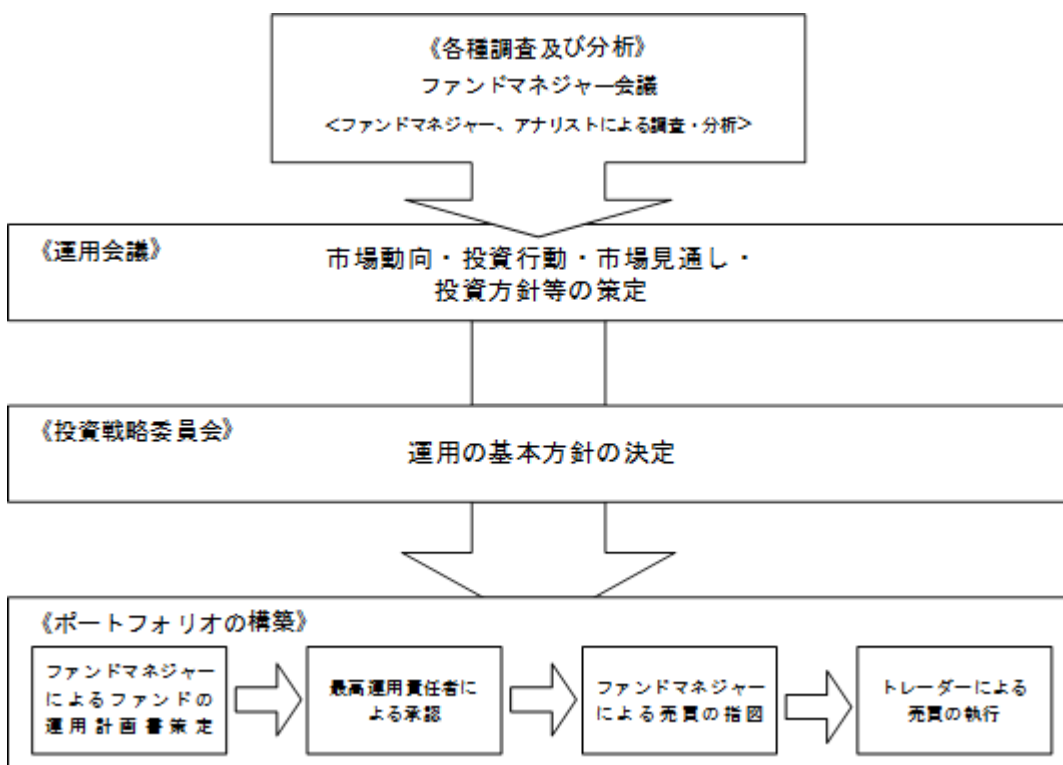 《各種調査及び分析》
ファンドマネジャー会議
<ファンドマネジャー、アナリストによる調査・分析>
《運用会議》
市場動向・投資行動・市場見通し・
投資方針等の策定
《投資戦略委員会》
運用の基本方針の決定
《ポートフォリオの構築》
ファンドマネジャー
によるファンドの
運用計画書策定
最高運用責任者に
よる承認
ファンドマネジャー
による売買の指図
トレーダーによる
売買の執行